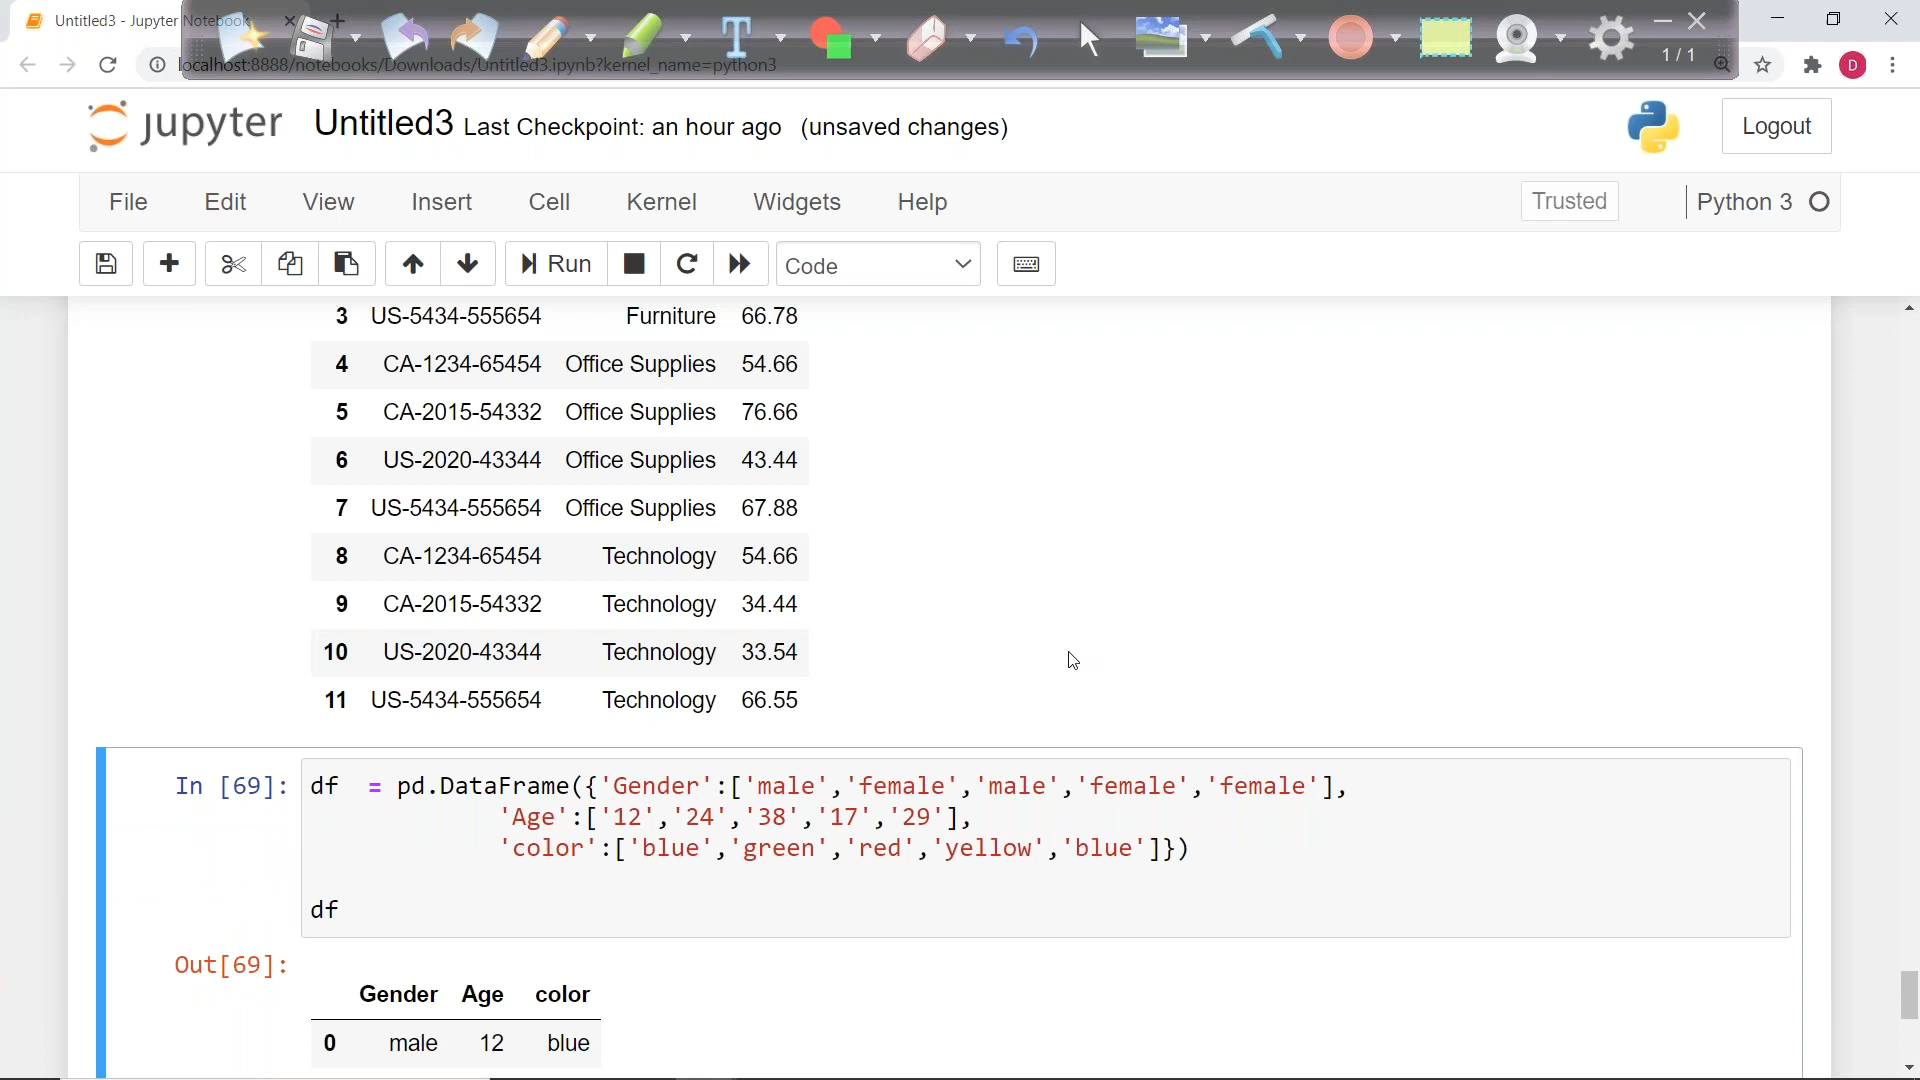 Untitled3 - Jupyter Notebook
1 / 1
localhost:8888/notebooks/Downloads/Untitled3.ipynb?kernel_name=python3
D
jupyter Untitled3 Last Checkpoint: an hour ago (unsaved changes)
Logout
File Edit View Insert Cell Kernel Widgets Help
Trusted Python 3
Run Code
3 US-5434-555654 Furniture 66.78
4 CA-1234-65454 Office Supplies 54.66
5 CA-2015-54332 Office Supplies 76.66
6 US-2020-43344 Office Supplies 43.44
7 US-5434-555654 Office Supplies 67.88
8 CA-1234-65454 Technology 54.66
9 CA-2015-54332 Technology 34.44
10 US-2020-43344 Technology 33.54
11 US-5434-555654 Technology 66.55
In [69]: df = pd.DataFrame({'Gender':['male','female','male','female','female'],
'Age':['12','24','38','17','29'],
'color':['blue','green','red','yellow','blue']})
df
Out[69]:
Gender Age color
0 male 12 blue